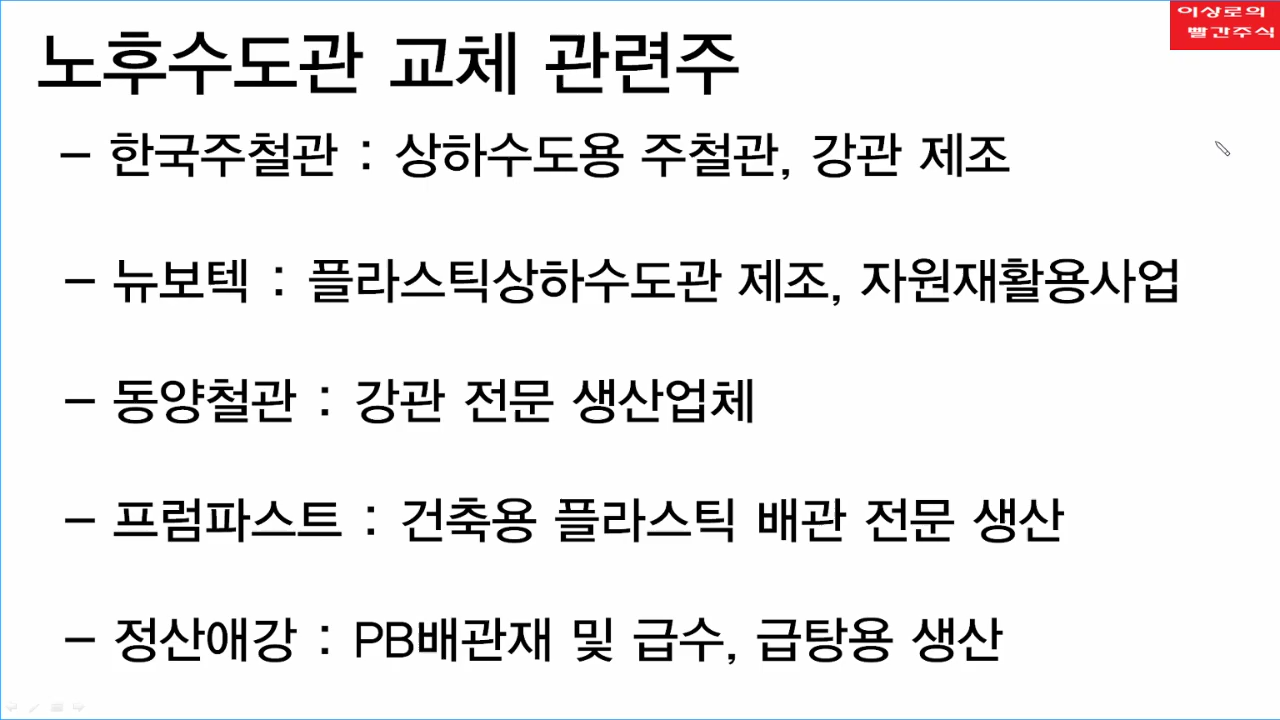 이상로의
빨간주식
노후수도관 교체 관련주
– 한국주철관 : 상하수도용 주철관, 강관 제조
– 뉴보텍 : 플라스틱상하수도관 제조, 자원재활용사업
– 동양철관 : 강관 전문 생산업체
– 프럼파스트 : 건축용 플라스틱 배관 전문 생산
– 정산애강 : PB배관재 및 급수, 급탕용 생산